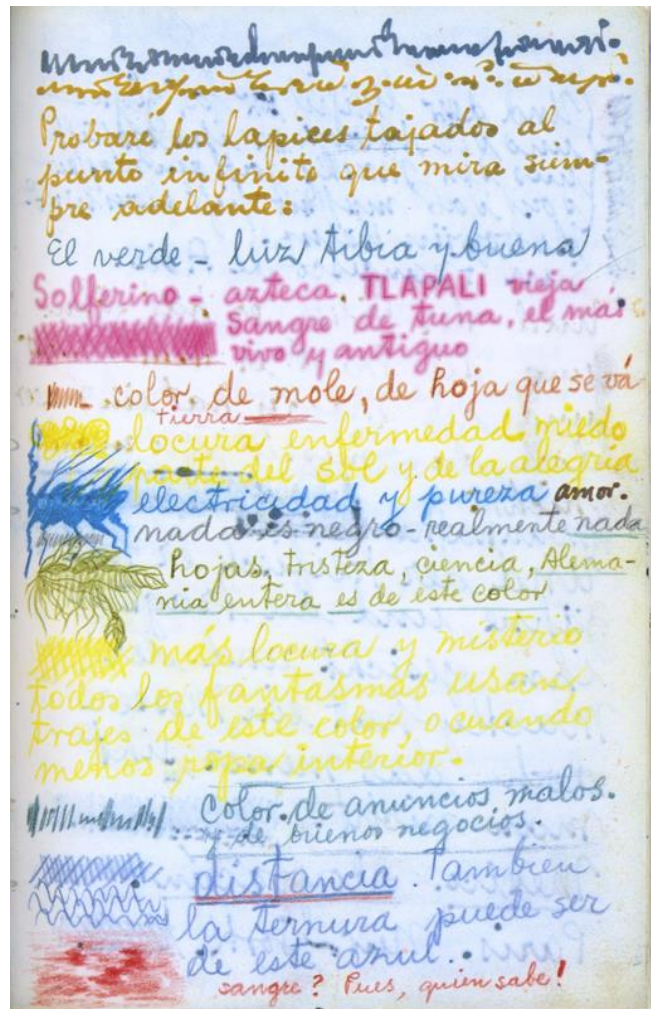 Probaré los lapices tajados al
punto infinito que mira siem-
pre adelante:
El verde - luz tibia y buena
Solferino - azteca. TLAPALI vieja
Sangre de tuna, el más
vivo y antiguo
color de mole, de hoja que se vá
tierra
locura enfermedad miedo
parte del sol y de la alegria
electricidad y pureza amor.
nada es negro - realmente nada
hojas, tristeza, ciencia, Alema-
nia entera es de este color
más locura y misterio
todos los fantasmas usan
trajes de este color, o cuando
menos ropa interior.
color de anuncios malos.
y de buenos negocios.
distancia. Tambien
la ternura puede ser
de este azul.
sangre? Pues, quien sabe!